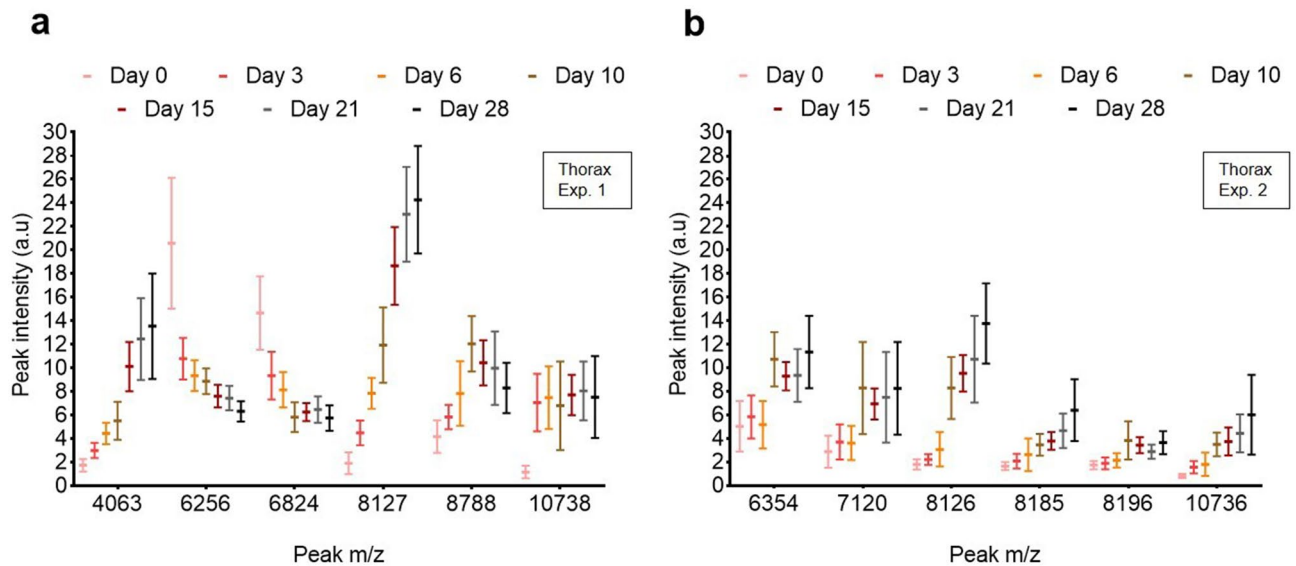 a
Day 0 Day 3 Day 6 Day 10
Day 15 Day 21 Day 28
Peak intensity (a.u)
30
28
26
24
22
20
18
16
14
12
10
8
6
4
2
0
Thorax
Exp. 1
4063 6256 6824 8127 8788 10738
Peak m/z
b
Day 0 Day 3 Day 6 Day 10
Day 15 Day 21 Day 28
Peak intensity (a.u)
30
28
26
24
22
20
18
16
14
12
10
8
6
4
2
0
Thorax
Exp. 2
6354 7120 8126 8185 8196 10736
Peak m/z